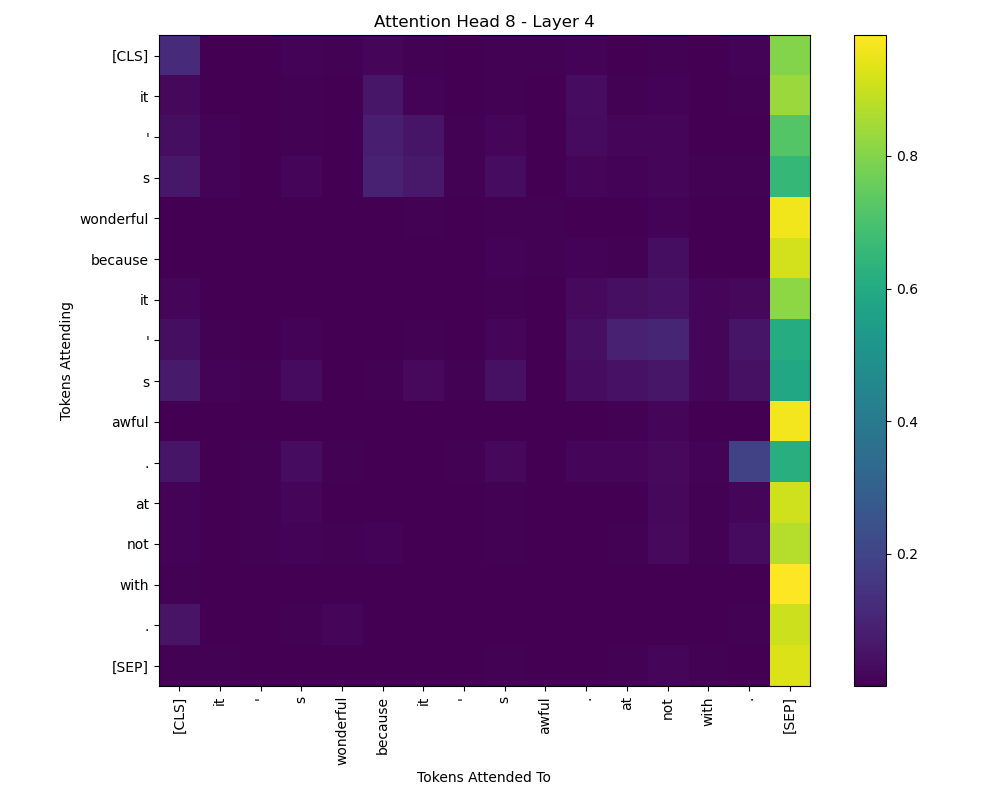 Attention Head 8 - Layer 4
[CLS]
it
'
s
wonderful
because
it
'
s
awful
.
at
not
with
.
[SEP]
Tokens Attending
[CLS]
it
'
s
wonderful
because
it
'
s
awful
.
at
not
with
.
[SEP]
Tokens Attended To
0.8
0.6
0.4
0.2